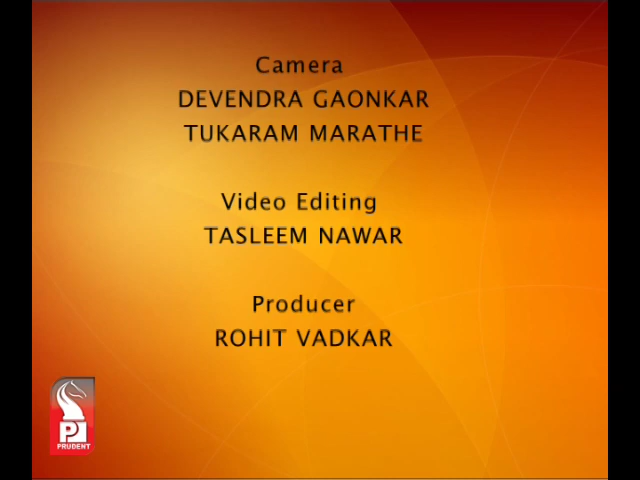 Camera
DEVENDRA GAONKAR
TUKARAM MARATHE
Video Editing
TASLEEM NAWAR
Producer
ROHIT VADKAR
P
PRUDENT